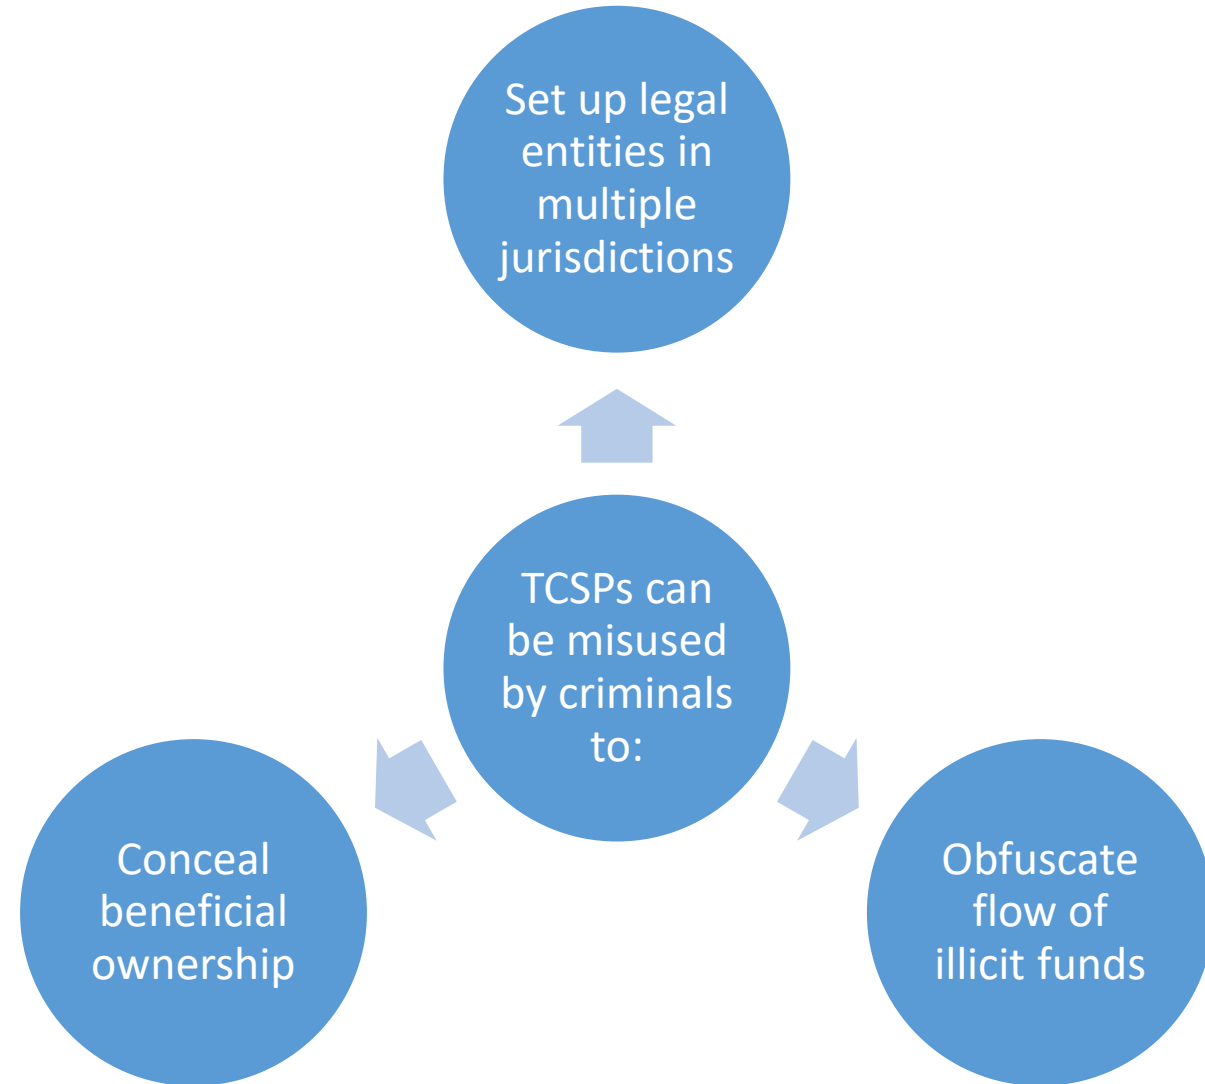 Set up legal
entities in
multiple
jurisdictions
TCSPs can
be misused
by criminals
to:
Conceal
beneficial
ownership
Obfuscate
flow of
illicit funds